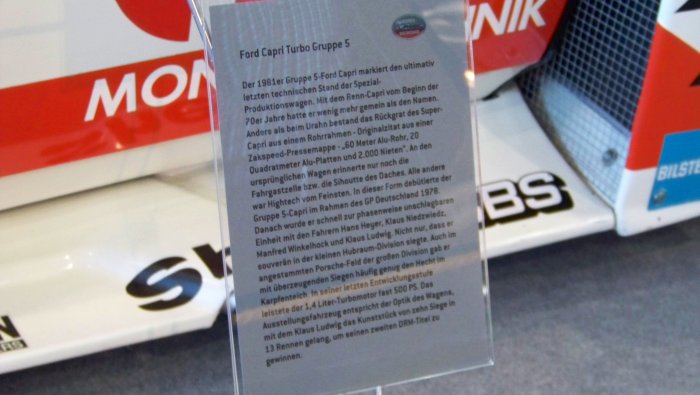 MON
NIK
Ford Capri Turbo Gruppe 5
Der 1981er Gruppe 5-Ford Capri markiert den ultimativ
letzten technischen Stand der Spezial-
Produktionswagen. Mit dem Renn-Capri vom Beginn der
70er Jahre hatte er wenig mehr gemein als den Namen.
Anders als beim Urahn bestand das Rückgrat des Super-
Capri aus einem Rohrrahmen - Originalzitat aus einer
Zakspeed-Pressemappe - „60 Meter Alu-Rohr, 20
Quadratmeter Alu-Platten und 2.000 Nieten". An den
ursprünglichen Wagen erinnerte nur noch die
Fahrgastzelle bzw. die Silhoutte des Daches. Alle andere
war Hightech vom Feinsten. In dieser Form debütierte der
Gruppe 5-Capri im Rahmen des GP Deutschland 1978.
Danach wurde er schnell zur phasenweise unschlagbaren
Einheit mit den Fahrern Hans Heyer, Klaus Niedzwiedz,
Manfred Winkelhock und Klaus Ludwig. Nicht nur, dass er
souverän in der kleinen Hubraum-Division siegte. Auch im
angestammten Porsche-Feld der großen Division gab er
mit überzeugenden Siegen häufig genug den Hecht im
Karpfenteich. In seiner letzten Entwicklungsstufe
leistete der 1,4 Liter-Turbomotor fast 500 PS. Das
Ausstellungsfahrzeug entspricht der Optik des Wagens,
mit dem Klaus Ludwig das Kunststück von zehn Siege in
13 Rennen gelang, um seinen zweiten DRM-Titel zu
gewinnen.
BILSTE
BS
S